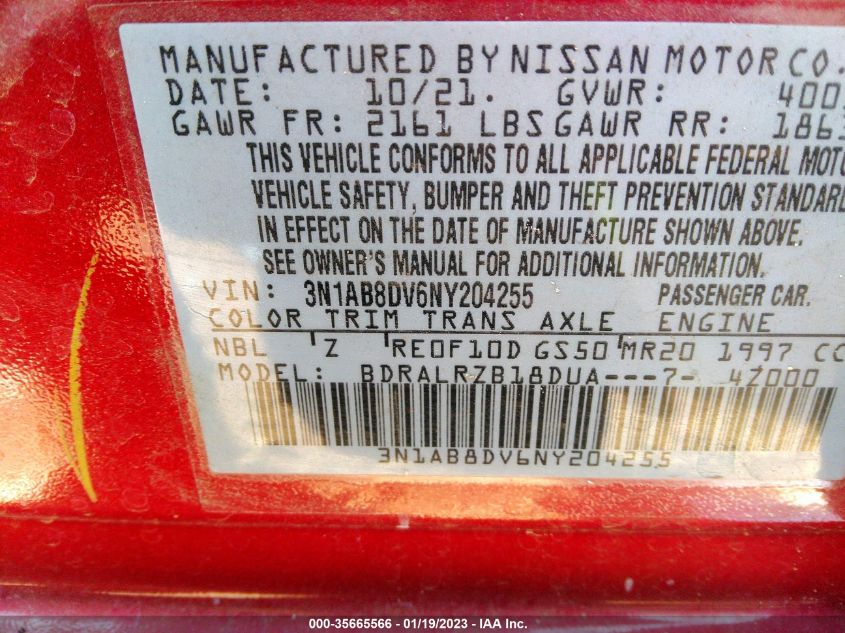 MANUFACTURED BY NISSAN MOTOR CO.
DATE: 10/21. GVWR: 400
GAWR FR: 2161 LBS GAWR RR: 186
THIS VEHICLE CONFORMS TO ALL APPLICABLE FEDERAL MOTO
VEHICLE SAFETY, BUMPER AND THEFT PREVENTION STANDARD
IN EFFECT ON THE DATE OF MANUFACTURE SHOWN ABOVE.
SEE OWNER'S MANUAL FOR ADDITIONAL INFORMATION.
VIN: 3N1AB8DV6NY204255 PASSENGER CAR.
COLOR TRIM TRANS AXLE ENGINE
NBL Z RE0F10D GS50 MR20 1997 CC
MODEL: BDRALRZB18DUA---7- 4Z000
3N1AB8DV6NY204255
000-35665566 - 01/19/2023 - IAA Inc.